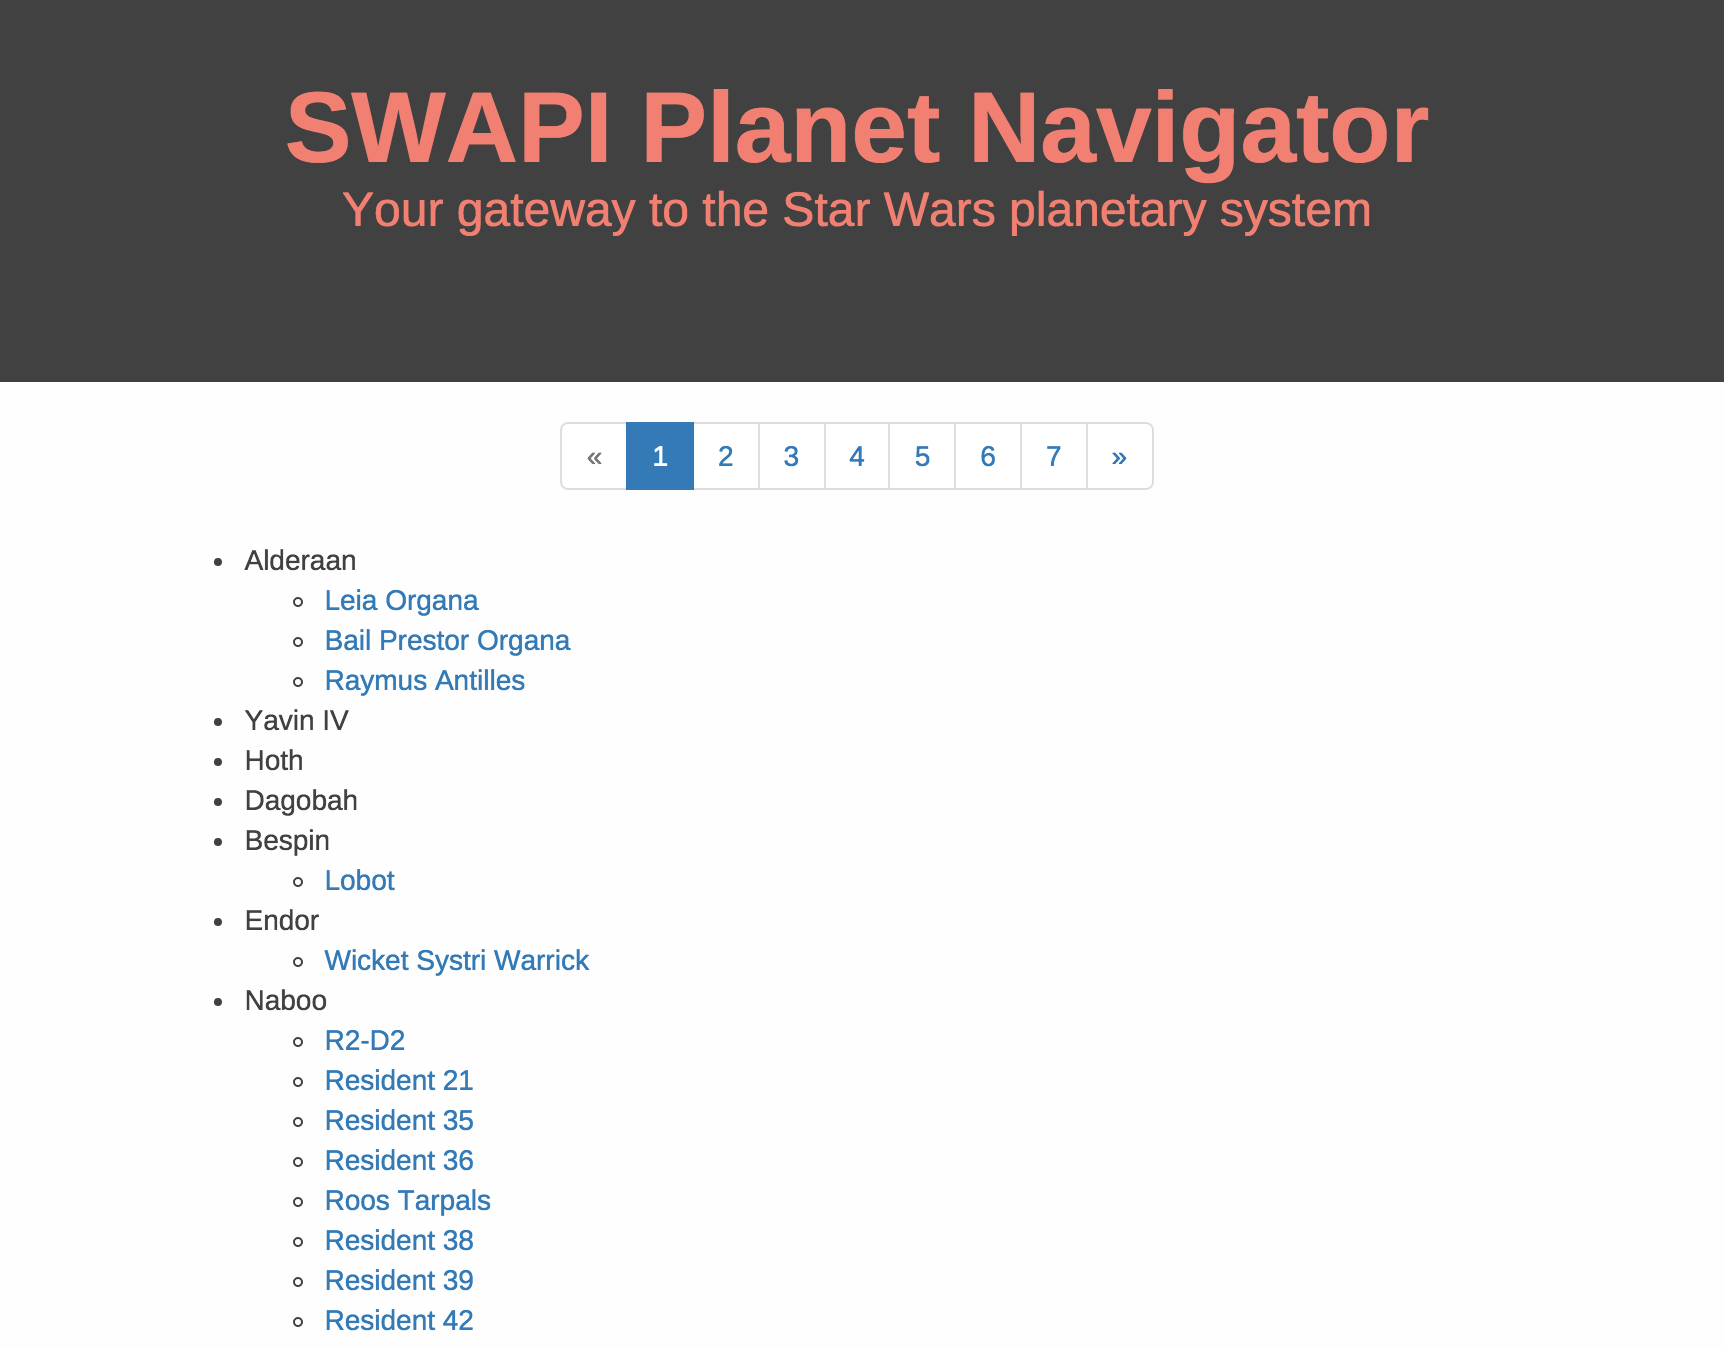 SWAPI Planet Navigator
Your gateway to the Star Wars planetary system
« 1 2 3 4 5 6 7 »
Alderaan
Leia Organa
Bail Prestor Organa
Raymus Antilles
Yavin IV
Hoth
Dagobah
Bespin
Lobot
Endor
Wicket Systri Warrick
Naboo
R2-D2
Resident 21
Resident 35
Resident 36
Roos Tarpals
Resident 38
Resident 39
Resident 42